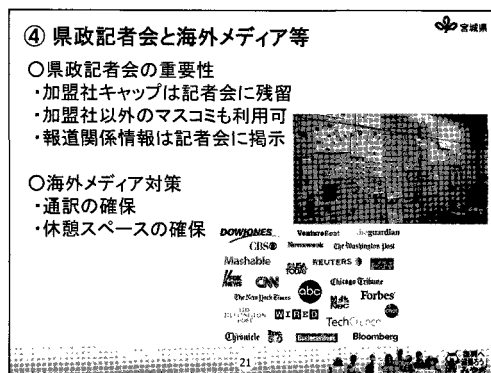 宮城県
④ 県政記者会と海外メディア等
○県政記者会の重要性
・加盟社キャップは記者会に残留
・加盟社以外のマスコミも利用可
・報道関係情報は記者会に掲示
○海外メディア対策
・通訳の確保
・休憩スペースの確保
DOWJONES VentureBeat theguardian
CBS Newsweek The Washington Post
Mashable USA TODAY REUTERS
FOX NEWS CNN abc Chicago Tribune
The New York Times Forbes
WIRED TechCrunch
Chronicle Bloomberg
21